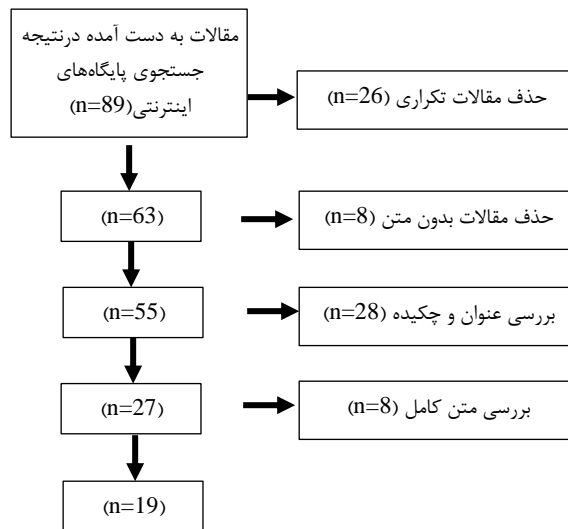 مقالات به دست آمده درنتیجه
جستجوی پایگاه‌های
اینترنتی(n=89)
حذف مقالات تکراری (n=26)
(n=63)
حذف مقالات بدون متن (n=8)
(n=55)
بررسی عنوان و چکیده (n=28)
(n=27)
بررسی متن کامل (n=8)
(n=19)